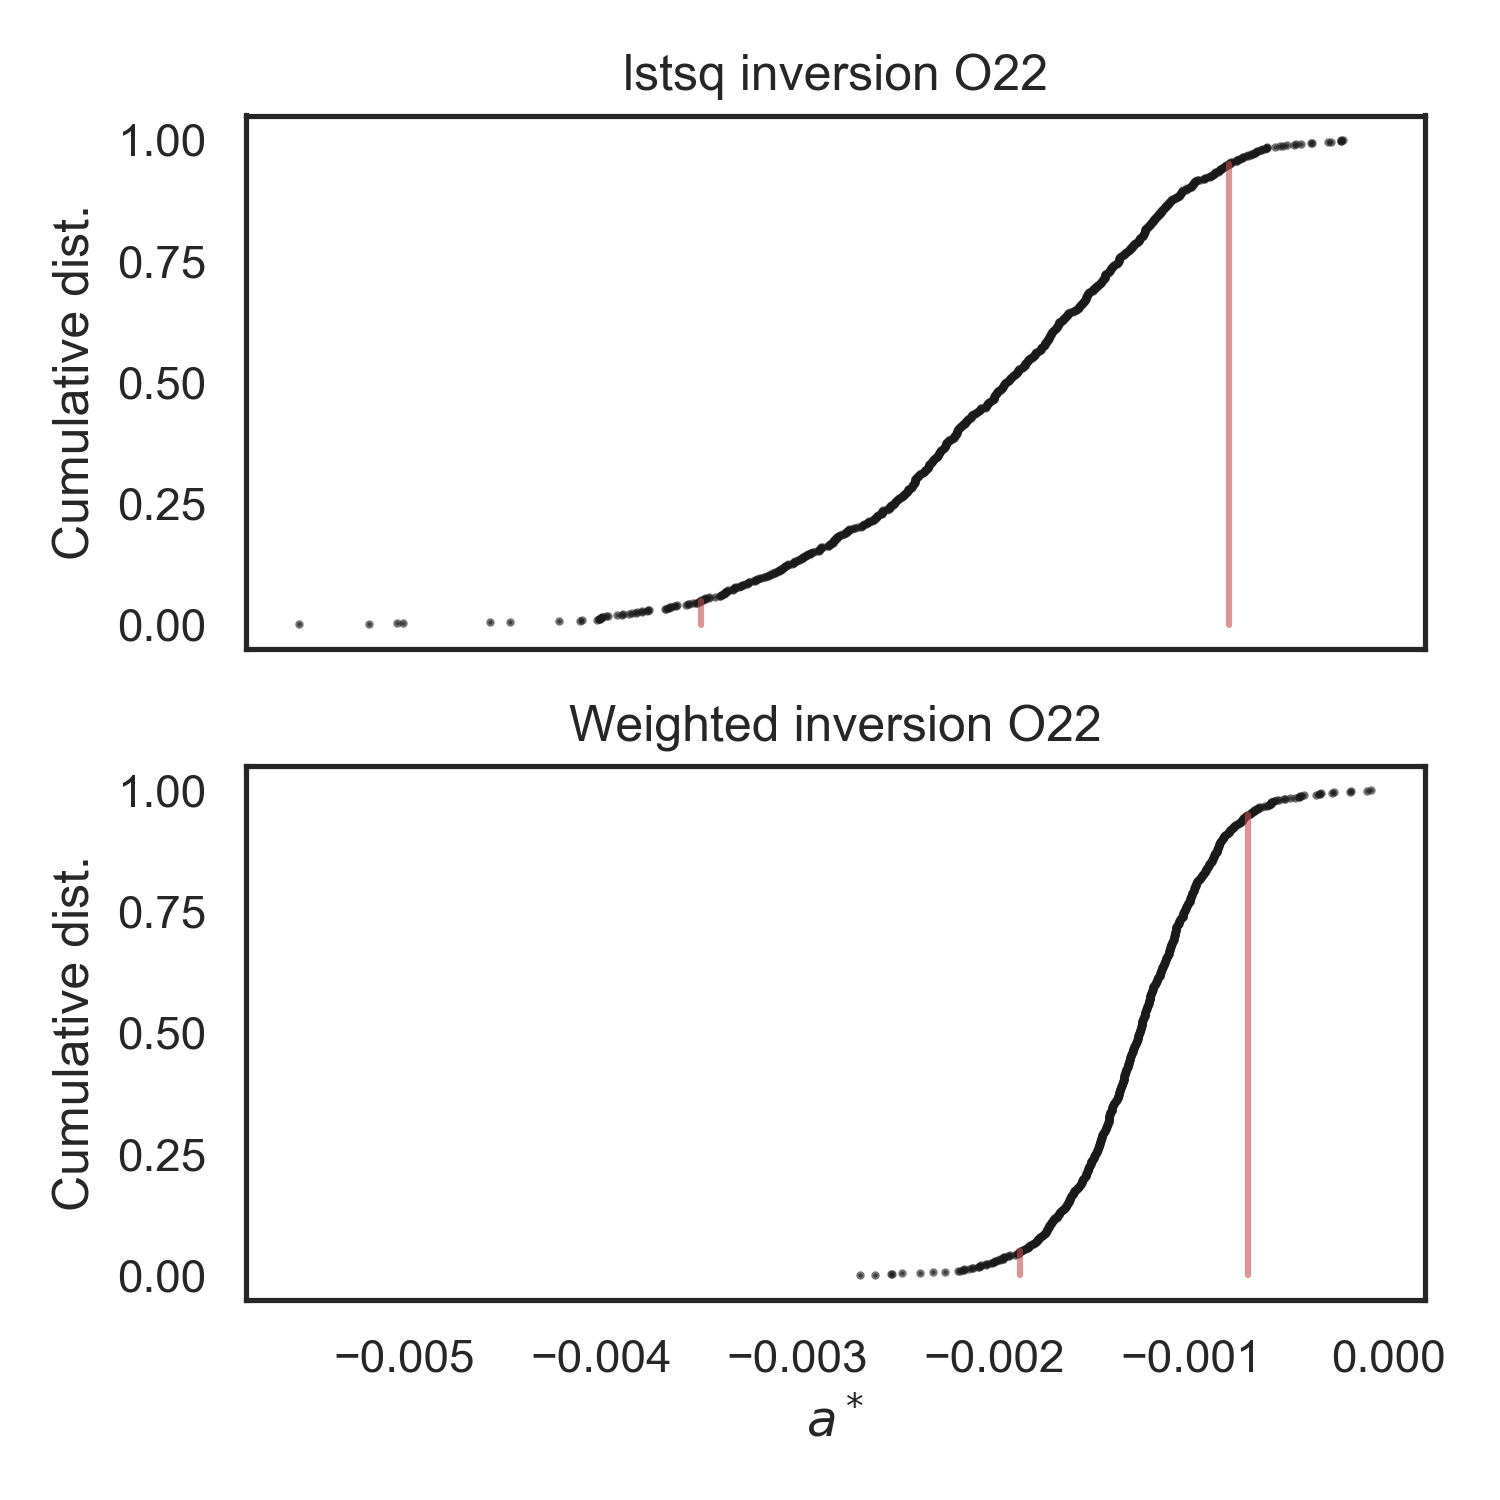 lstsq inversion O22
1.00
0.75
0.50
0.25
0.00
Cumulative dist.
Weighted inversion O22
1.00
0.75
0.50
0.25
0.00
Cumulative dist.
−0.005 −0.004 −0.003 −0.002 −0.001 0.000
a*